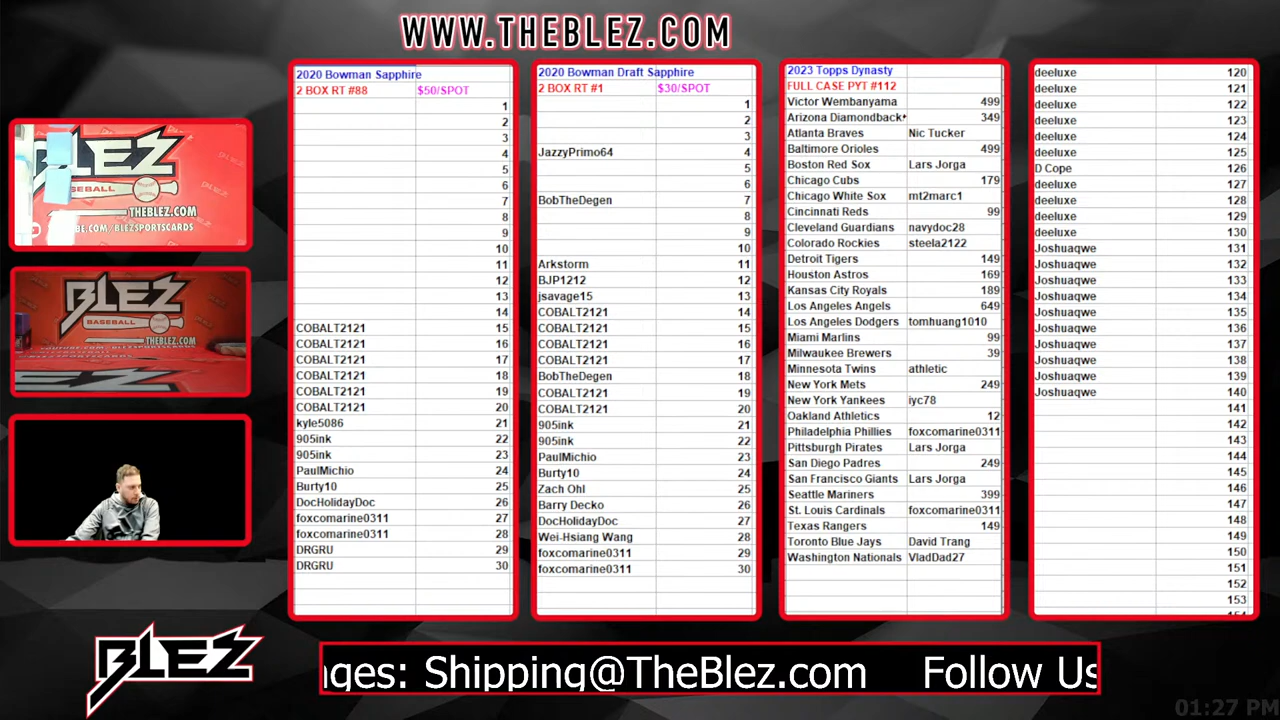 WWW.THEBLEZ.COM
BLEZ
BASEBALL
THEBLEZ.COM
BE.COM/BLEZSPORTSCARDS
BLEZ
BASEBALL
THEBLEZ.COM
2020 Bowman Sapphire
2 BOX RT #88 $50/SPOT
1
2
3
4
5
6
7
8
9
10
11
12
13
14
COBALT2121 15
COBALT2121 16
COBALT2121 17
COBALT2121 18
COBALT2121 19
COBALT2121 20
kyle5086 21
905ink 22
905ink 23
PaulMichio 24
Burty10 25
DocHolidayDoc 26
foxcomarine0311 27
foxcomarine0311 28
DRGRU 29
DRGRU 30
2020 Bowman Draft Sapphire
2 BOX RT #1 $30/SPOT
1
2
3
JazzyPrimo64 4
5
6
BobTheDegen 7
8
9
10
Arkstorm 11
BJP1212 12
jsavage15 13
COBALT2121 14
COBALT2121 15
COBALT2121 16
COBALT2121 17
BobTheDegen 18
COBALT2121 19
COBALT2121 20
905ink 21
905ink 22
PaulMichio 23
Burty10 24
Zach Ohl 25
Barry Decko 26
DocHolidayDoc 27
Wei-Hsiang Wang 28
foxcomarine0311 29
foxcomarine0311 30
2023 Topps Dynasty
FULL CASE PYT #112
Victor Wembanyama 499
Arizona Diamondback 349
Atlanta Braves Nic Tucker
Baltimore Orioles 499
Boston Red Sox Lars Jorga
Chicago Cubs 179
Chicago White Sox mt2marc1
Cincinnati Reds 99
Cleveland Guardians navydoc28
Colorado Rockies steela2122
Detroit Tigers 149
Houston Astros 169
Kansas City Royals 189
Los Angeles Angels 649
Los Angeles Dodgers tomhuang1010
Miami Marlins 99
Milwaukee Brewers 39
Minnesota Twins athletic
New York Mets 249
New York Yankees iyc78
Oakland Athletics 12
Philadelphia Phillies foxcomarine0311
Pittsburgh Pirates Lars Jorga
San Diego Padres 249
San Francisco Giants Lars Jorga
Seattle Mariners 399
St. Louis Cardinals foxcomarine0311
Texas Rangers 149
Toronto Blue Jays David Trang
Washington Nationals VladDad27
deeluxe 120
deeluxe 121
deeluxe 122
deeluxe 123
deeluxe 124
deeluxe 125
D Cope 126
deeluxe 127
deeluxe 128
deeluxe 129
deeluxe 130
Joshuaqwe 131
Joshuaqwe 132
Joshuaqwe 133
Joshuaqwe 134
Joshuaqwe 135
Joshuaqwe 136
Joshuaqwe 137
Joshuaqwe 138
Joshuaqwe 139
Joshuaqwe 140
141
142
143
144
145
146
147
148
149
150
151
152
153
154
BLEZ
ages: Shipping@TheBlez.com Follow Us
01:27 PM